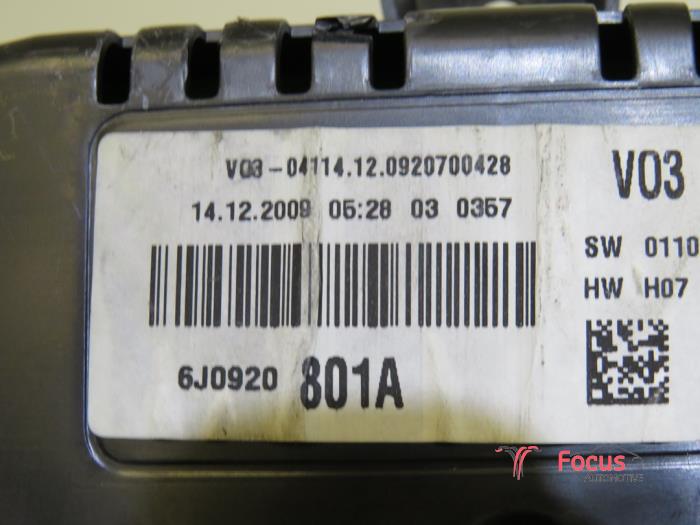 V03-04114.12.0920700428
14.12.2009 05:28 03 0357
6J0920 801A
V03
SW 0110
HW H07
Focus
AUTOMOTIVE